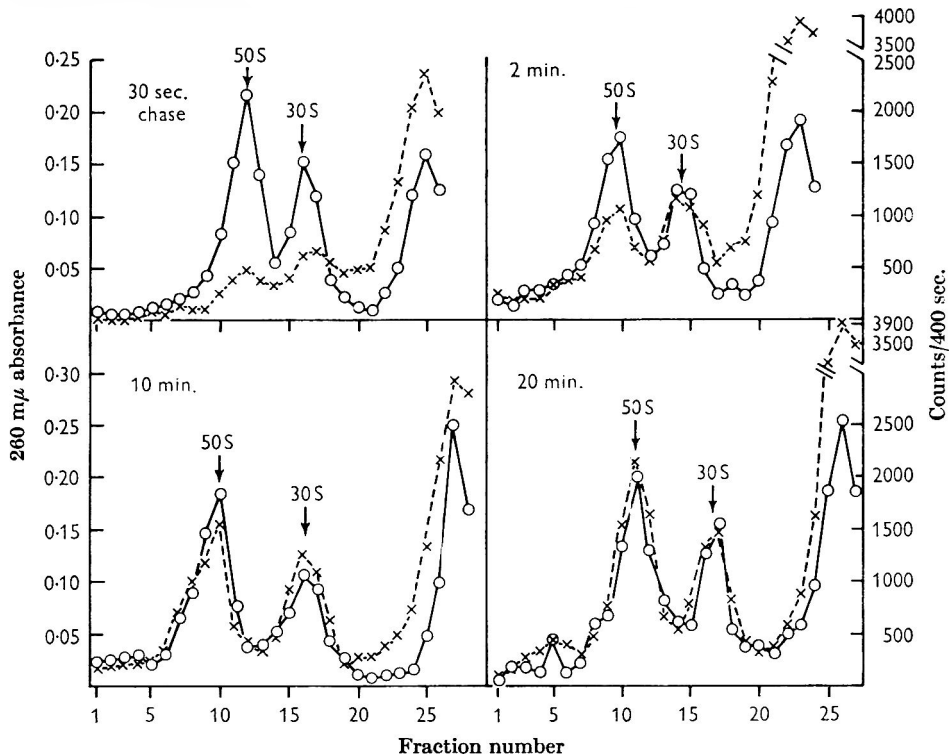 260 mμ absorbance
0·25
0·20
0·15
0·10
0·05
30 sec.
chase
50S
30S
2 min.
50S
30S
4000
3500
2500
2000
1500
1000
500
Counts/400 sec.
0·30
0·25
0·20
0·15
0·10
0·05
10 min.
50S
30S
20 min.
50S
30S
3900
3500
2500
2000
1500
1000
500
1 5 10 15 20 25 1 5 10 15 20 25
Fraction number